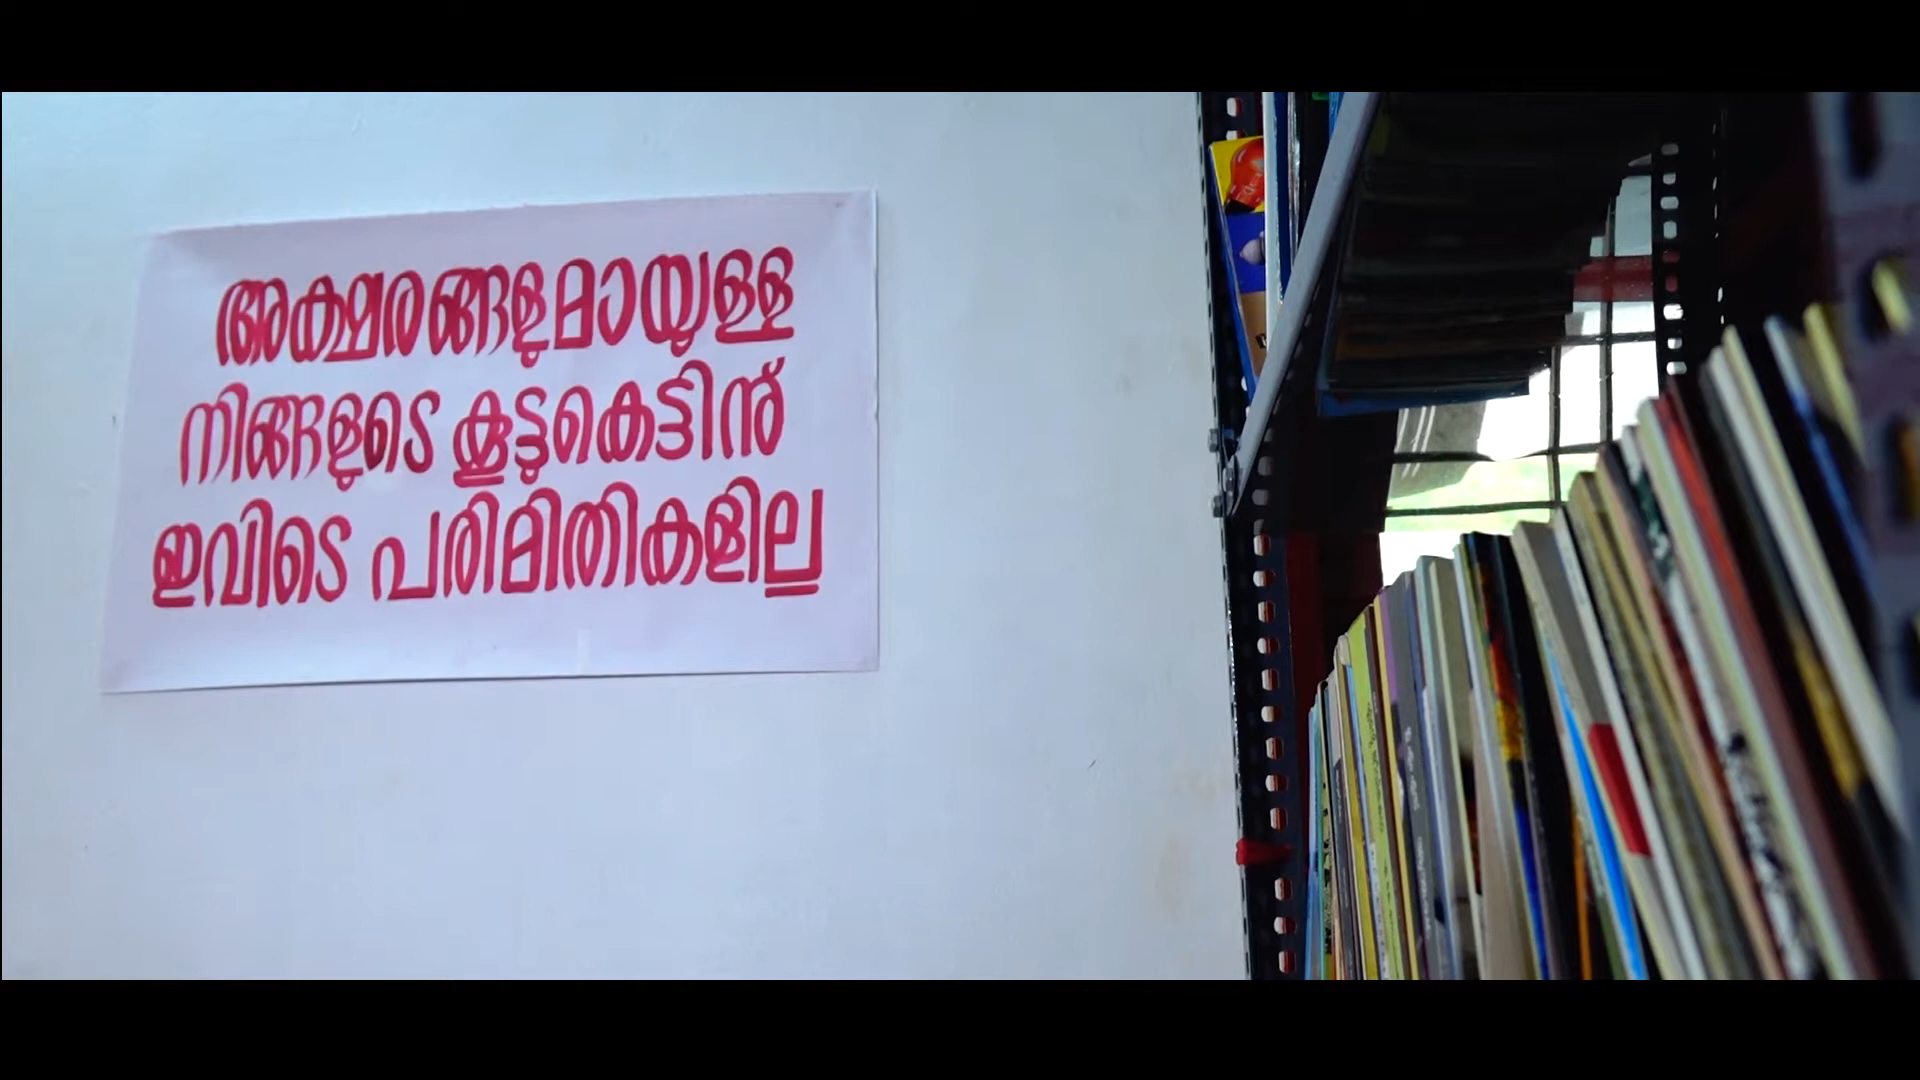 അക്ഷരങ്ങളുമായുള്ള
നിങ്ങളുടെ കൂട്ടുകെട്ടിന്
ഇവിടെ പരിമിതികളില്ല